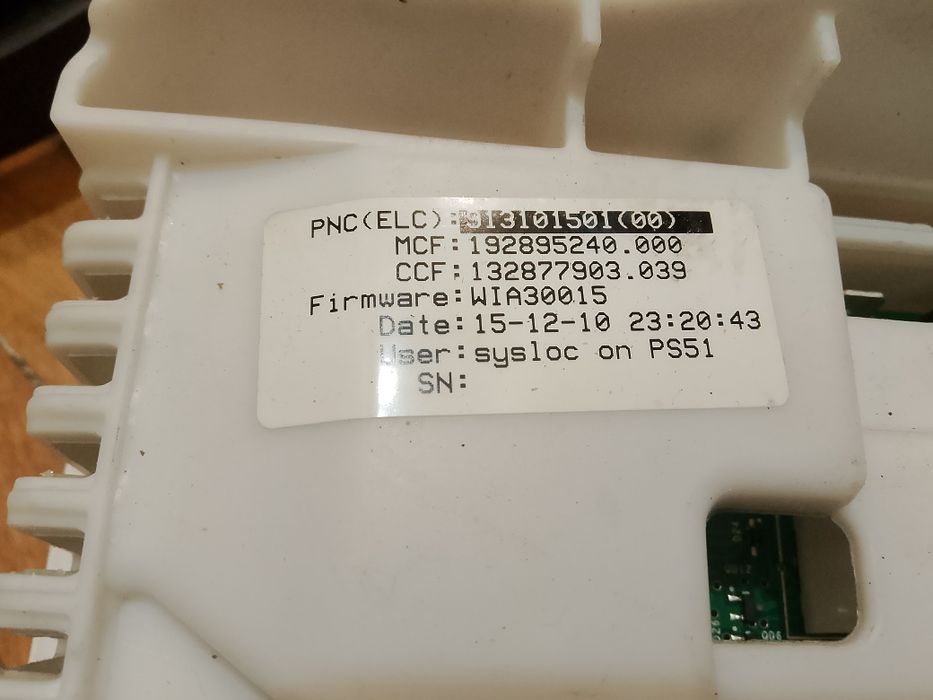 PNC(ELC):913101501(00)
MCF:192895240.000
CCF:132877903.039
Firmware:WIA30015
Date:15-12-10 23:20:43
User:sysloc on PS51
SN: